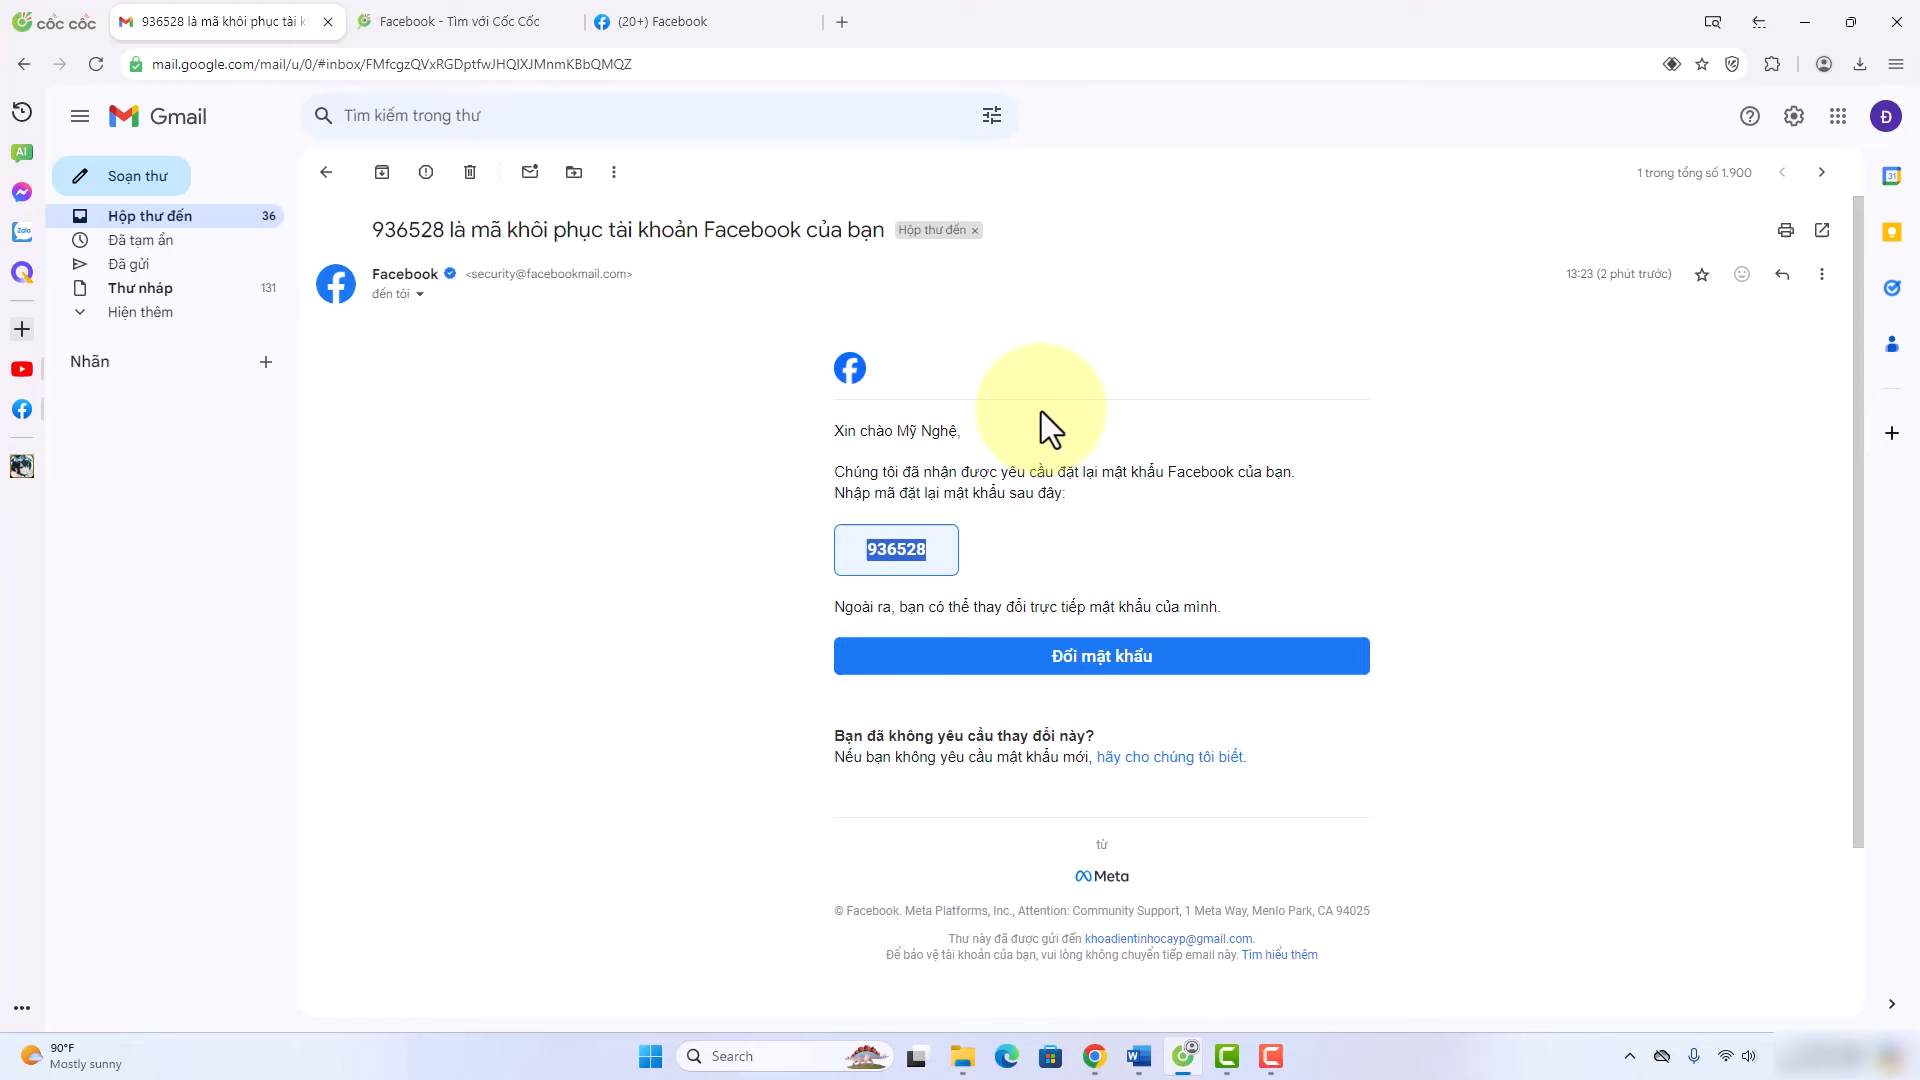 cốc cốc
936528 là mã khôi phục tài k
Facebook - Tìm với Cốc Cốc
(20+) Facebook
mail.google.com/mail/u/0/#inbox/FMfcgzQVxRGDptfwJHQlXJMnmKBbQMQZ
Gmail
Tìm kiếm trong thư
Đ
AI
Soạn thư
1 trong tổng số 1.900
31
Hộp thư đến 36
Đã tạm ẩn
Đã gửi
Thư nháp 131
Hiện thêm
Nhãn
Zalo
936528 là mã khôi phục tài khoản Facebook của bạn
Hộp thư đến ×
Facebook <security@facebookmail.com>
13:23 (2 phút trước)
đến tôi
Xin chào Mỹ Nghệ,
Chúng tôi đã nhận được yêu cầu đặt lại mật khẩu Facebook của bạn.
Nhập mã đặt lại mật khẩu sau đây:
936528
Ngoài ra, bạn có thể thay đổi trực tiếp mật khẩu của mình.
Đổi mật khẩu
Bạn đã không yêu cầu thay đổi này?
Nếu bạn không yêu cầu mật khẩu mới, hãy cho chúng tôi biết.
từ
Meta
© Facebook. Meta Platforms, Inc., Attention: Community Support, 1 Meta Way, Menlo Park, CA 94025
Thư này đã được gửi đến khoadientinhocayp@gmail.com.
Để bảo vệ tài khoản của bạn, vui lòng không chuyển tiếp email này. Tìm hiểu thêm
90°F
Mostly sunny
Search